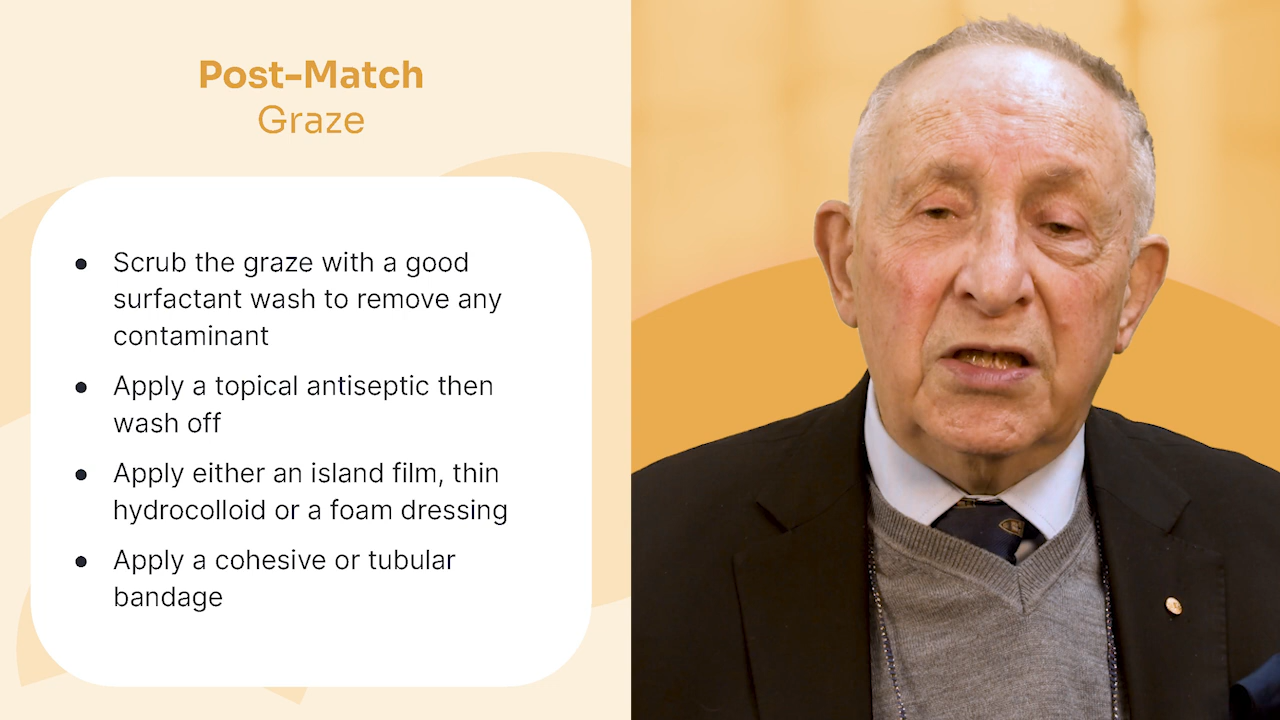 Post-Match
Graze
• Scrub the graze with a good
surfactant wash to remove any
contaminant
• Apply a topical antiseptic then
wash off
• Apply either an island film, thin
hydrocolloid or a foam dressing
• Apply a cohesive or tubular
bandage